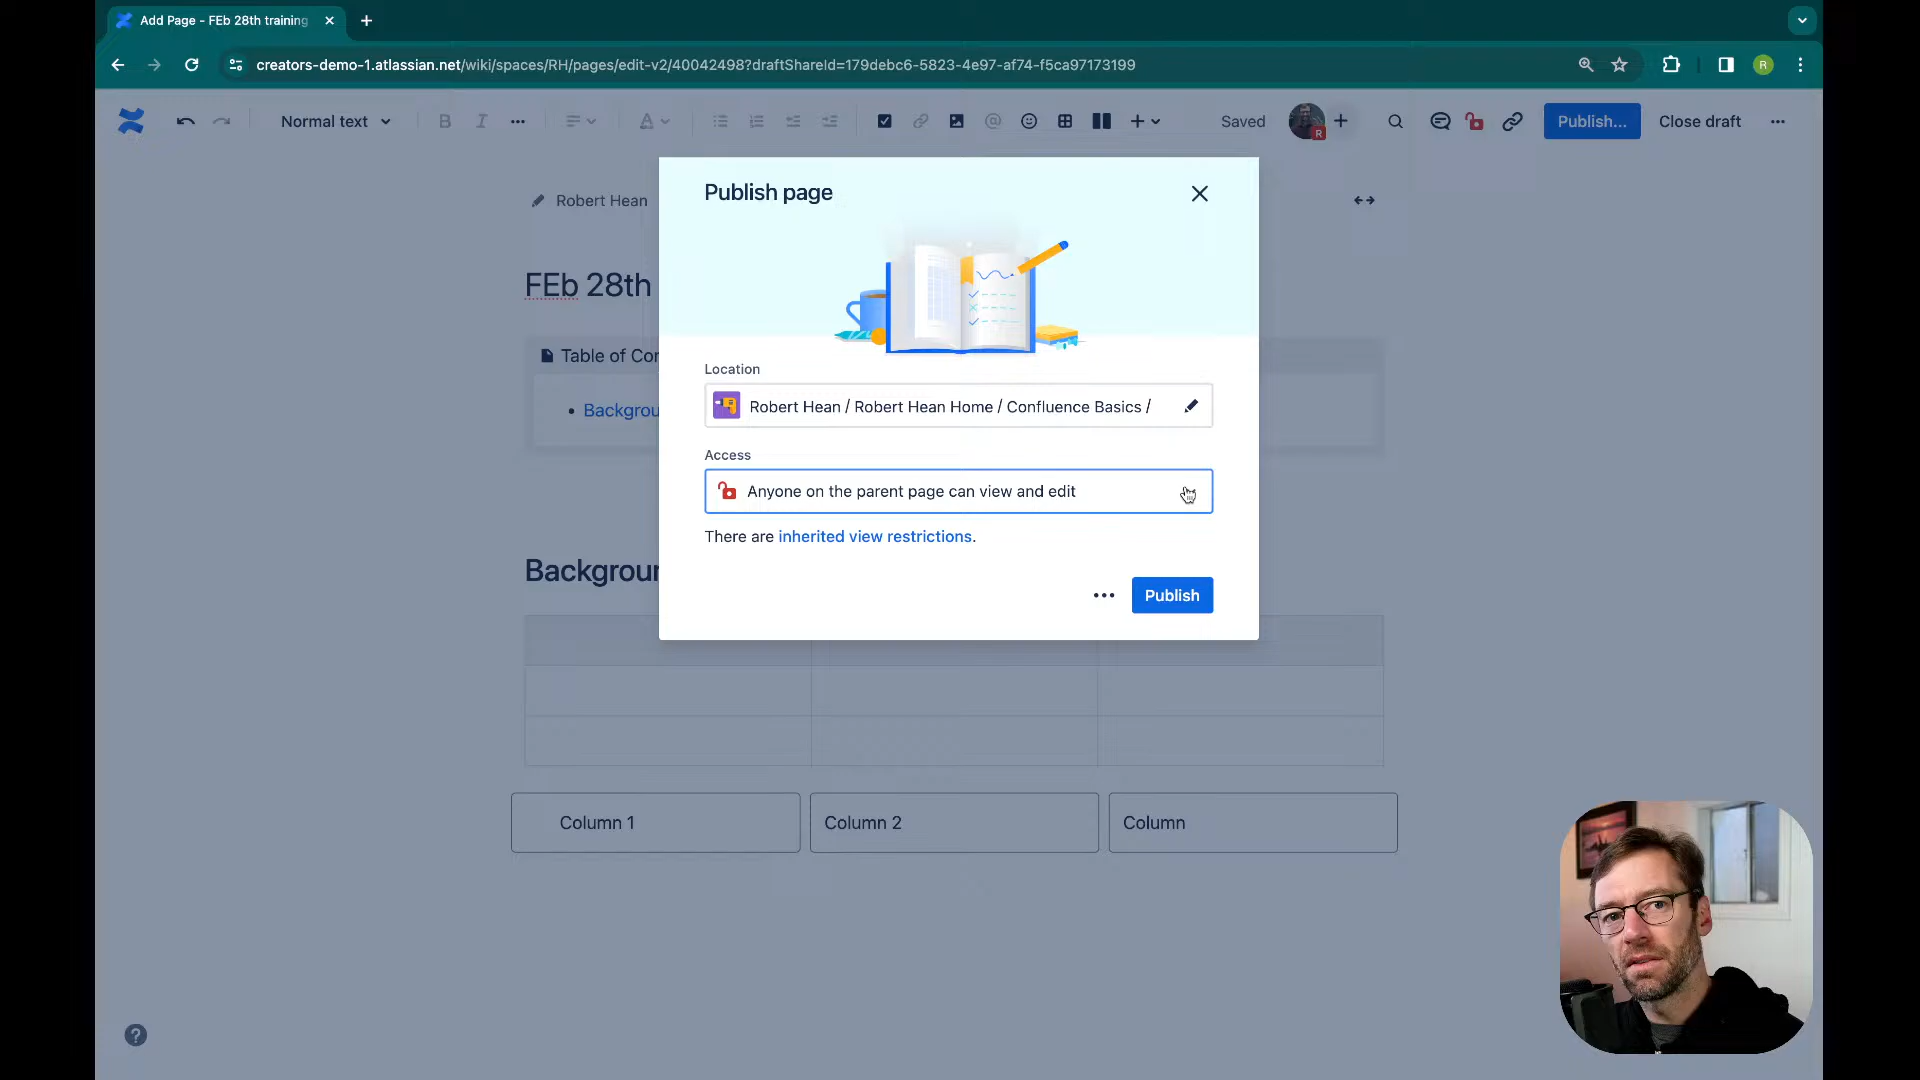 Add Page - FEb 28th training
creators-demo-1.atlassian.net/wiki/spaces/RH/pages/edit-v2/40042498?draftShareId=179debc6-5823-4e97-af74-f5ca97173199
R
Normal text
B I A @
Saved
R
Publish...
Close draft
Robert Hean
FEb 28th
Table of Con
Backgrou
Backgroun
Publish page
Location
Robert Hean / Robert Hean Home / Confluence Basics /
Access
Anyone on the parent page can view and edit
There are inherited view restrictions.
Publish
Column 1
Column 2
Column
?